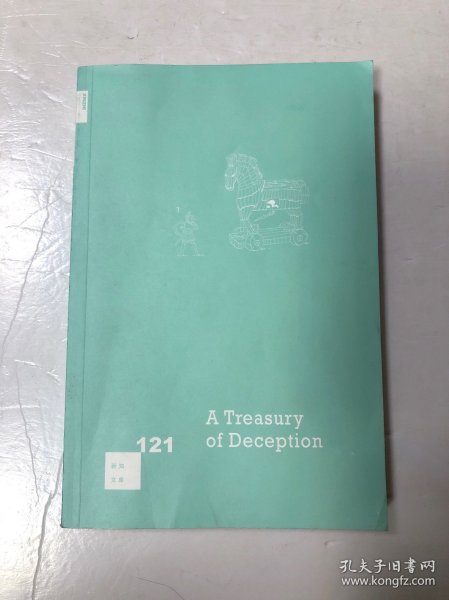 A Treasury
of Deception
121
新知
文库
孔夫子旧书网
www.kongfz.com